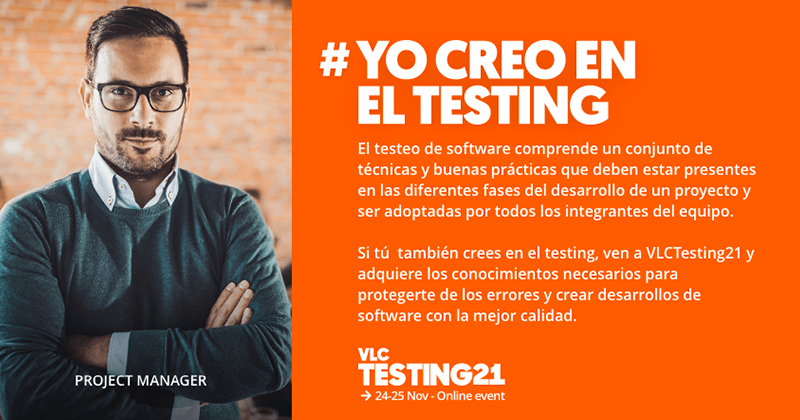 # YO CREO EN
EL TESTING
El testeo de software comprende un conjunto de
técnicas y buenas prácticas que deben estar presentes
en las diferentes fases del desarrollo de un proyecto y
ser adoptadas por todos los integrantes del equipo.
Si tú también crees en el testing, ven a VLCTesting21 y
adquiere los conocimientos necesarios para
protegerte de los errores y crear desarrollos de
software con la mejor calidad.
VLC
TESTING21
→ 24-25 Nov - Online event
PROJECT MANAGER